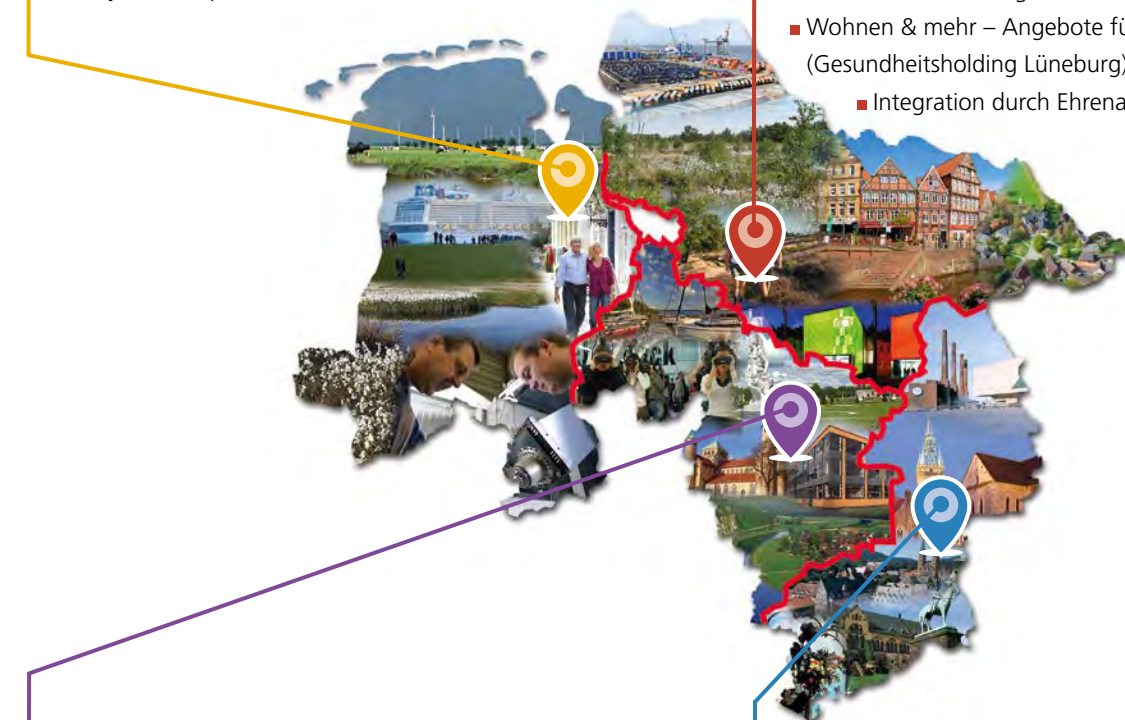 ■ Wohnen & mehr – Angebote fü
(Gesundheitsholding Lüneburg)
■ Integration durch Ehrena